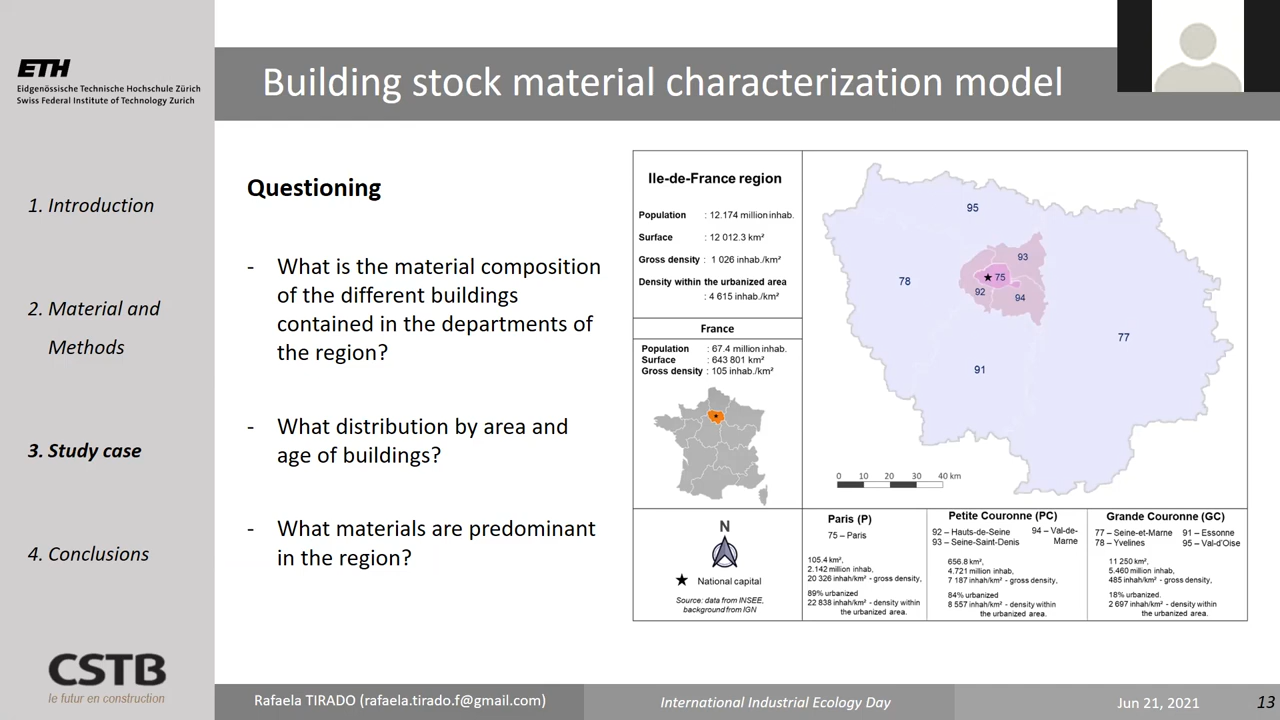 ETH
Eidgenössische Technische Hochschule Zürich
Swiss Federal Institute of Technology Zurich
Building stock material characterization model
1. Introduction
2. Material and
Methods
3. Study case
4. Conclusions
CSTB
le futur en construction
Questioning
- What is the material composition
of the different buildings
contained in the departments of
the region?
- What distribution by area and
age of buildings?
- What materials are predominant
in the region?
Ile-de-France region
Population : 12.174 million inhab.
Surface : 12 012.3 km²
Gross density : 1 026 inhab./km²
Density within the urbanized area
: 4 615 inhab./km²
France
Population : 67.4 million inhab.
Surface : 643 801 km²
Gross density : 105 inhab./km²
95
93
75
78
92
94
77
91
0 10 20 30 40 km
N
National capital
Source: data from INSEE,
background from IGN
Paris (P)
75 – Paris
105.4 km²,
2.142 million inhab,
20 326 inhab/km² - gross density,
89% urbanized
22 838 inhab/km² - density within
the urbanized area.
Petite Couronne (PC)
92 – Hauts-de-Seine 94 – Val-de-
93 – Seine-Saint-Denis Marne
656.8 km²,
4.721 million inhab,
7 187 inhab/km² - gross density,
84% urbanized
8 557 inhab/km² - density within
the urbanized area.
Grande Couronne (GC)
77 – Seine-et-Marne 91 – Essonne
78 – Yvelines 95 – Val-d'Oise
11 250 km²,
5.460 million inhab,
485 inhab/km² - gross density,
18% urbanized.
2 697 inhab/km² - density within
the urbanized area.
Rafaela TIRADO (rafaela.tirado.f@gmail.com)
International Industrial Ecology Day
Jun 21, 2021
13